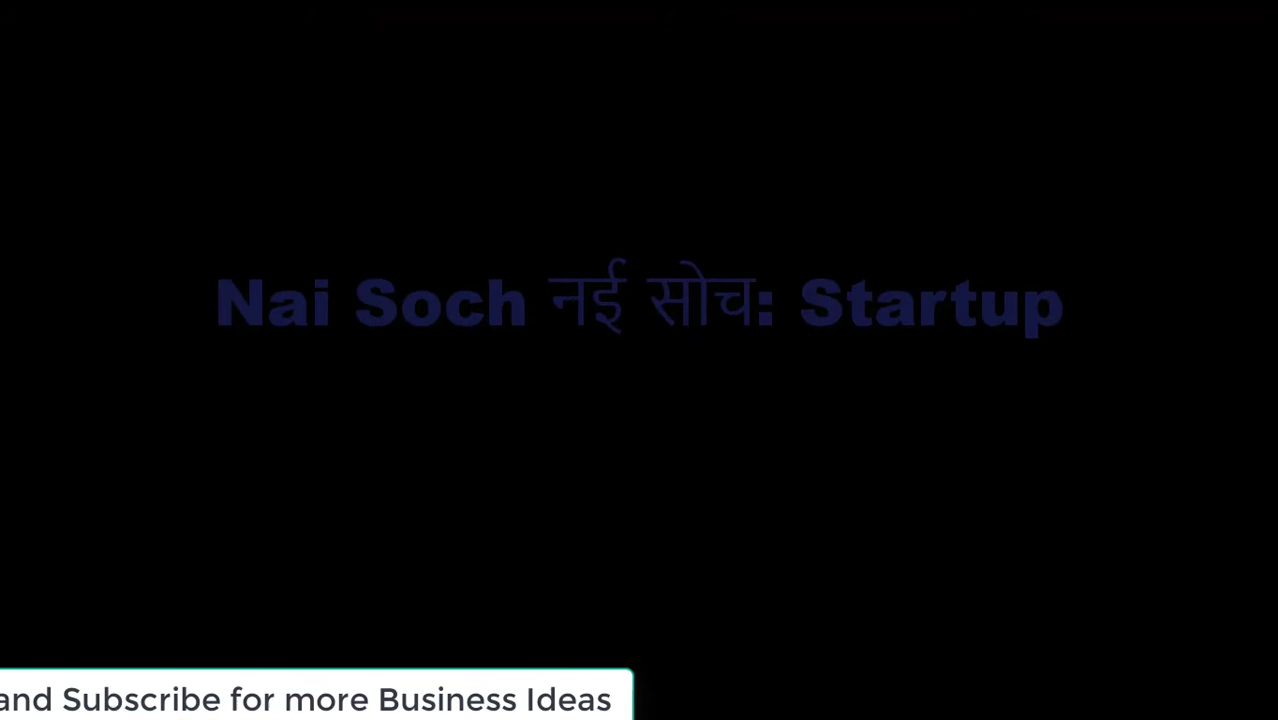 Nai Soch नई सोच: Startup
and Subscribe for more Business Ideas